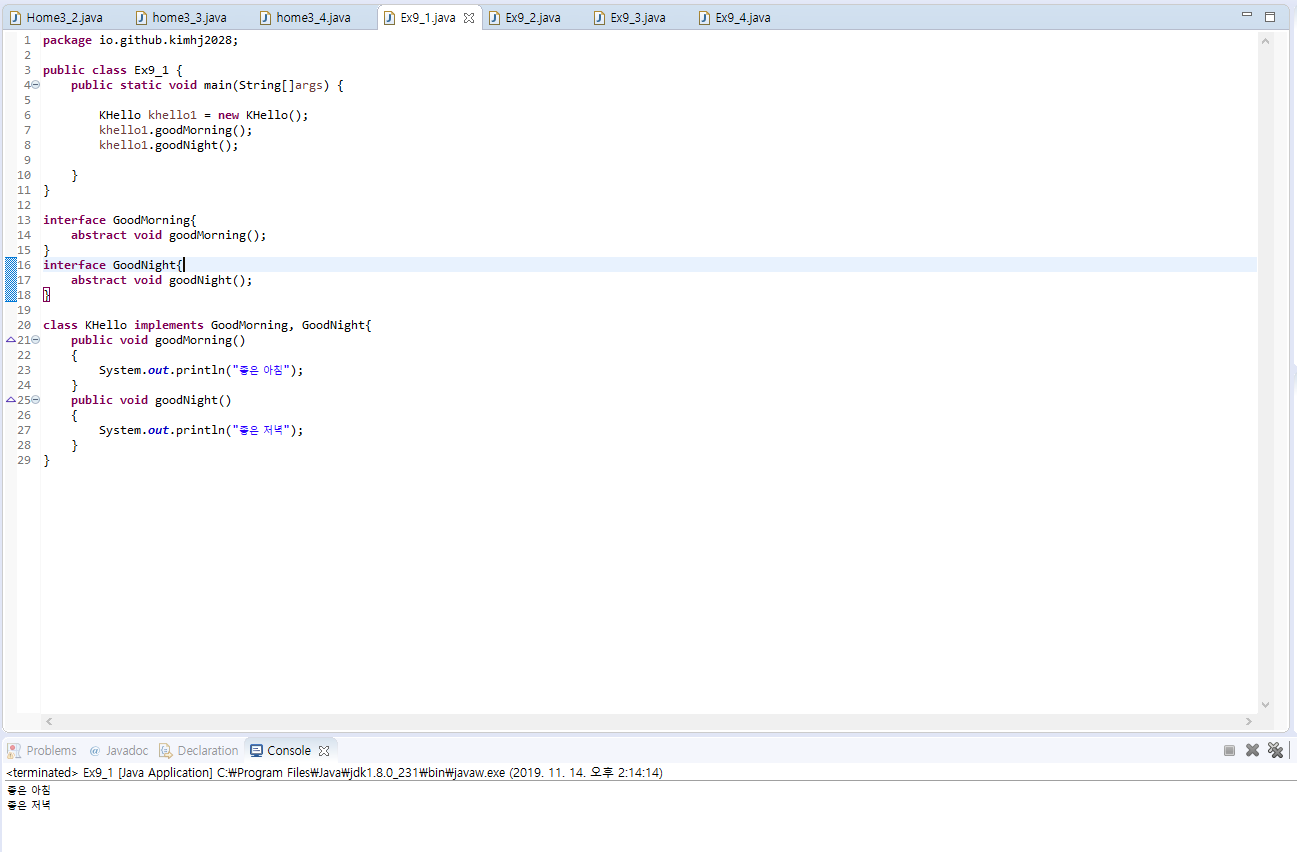 Home3_2.java home3_3.java home3_4.java Ex9_1.java Ex9_2.java Ex9_3.java Ex9_4.java
1 package io.github.kimhj2028;
2
3 public class Ex9_1 {
4 public static void main(String[]args) {
5
6 KHello khello1 = new KHello();
7 khello1.goodMorning();
8 khello1.goodNight();
9
10 }
11 }
12
13 interface GoodMorning{
14 abstract void goodMorning();
15 }
16 interface GoodNight{
17 abstract void goodNight();
18 }
19
20 class KHello implements GoodMorning, GoodNight{
21 public void goodMorning()
22 {
23 System.out.println("좋은 아침");
24 }
25 public void goodNight()
26 {
27 System.out.println("좋은 저녁");
28 }
29 }
Problems @ Javadoc Declaration Console
<terminated> Ex9_1 [Java Application] C:₩Program Files₩Java₩jdk1.8.0_231₩bin₩javaw.exe (2019. 11. 14. 오후 2:14:14)
좋은 아침
좋은 저녁